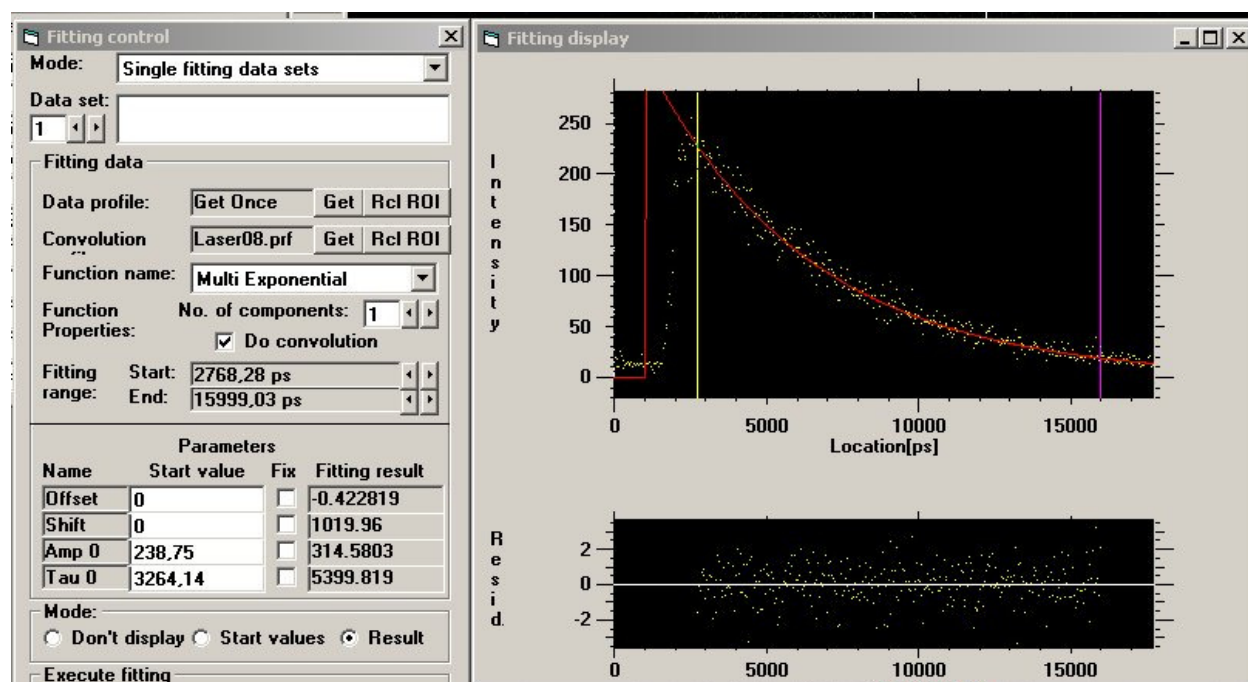 Fitting control
Mode: Single fitting data sets
Data set:
1
Fitting data
Data profile: Get Once Get Rcl ROI
Convolution Laser08.prf Get Rcl ROI
Function name: Multi Exponential
Function Properties: No. of components: 1
Do convolution
Fitting range: Start: 2768,28 ps
End: 15999,03 ps
Parameters
Name Start value Fix Fitting result
Offset 0 -0.422819
Shift 0 1019.96
Amp 0 238,75 314.5803
Tau 0 3264,14 5399.819
Mode:
Don't display Start values Result
Execute fitting
Fitting display
Intensity
250
200
150
100
50
0
0 5000 10000 15000
Location[ps]
Resid.
2
0
-2
0 5000 10000 15000